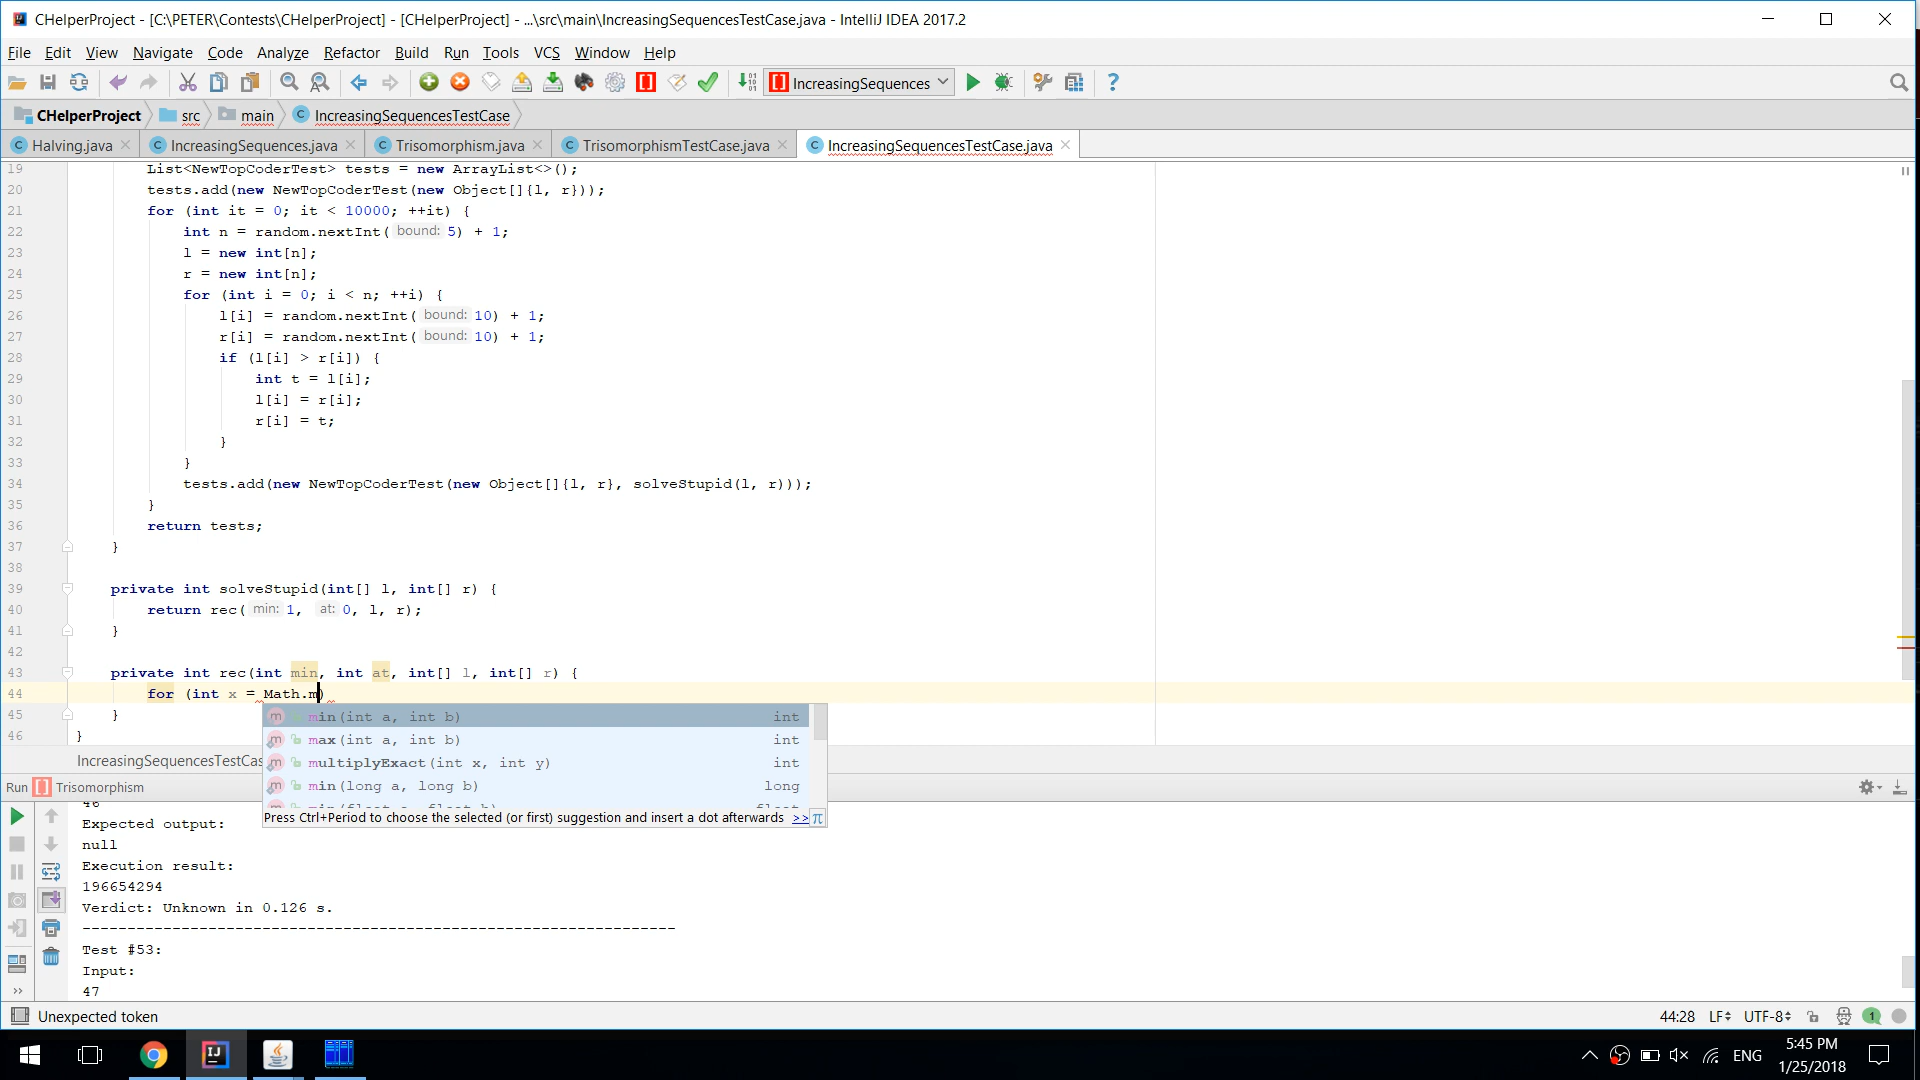 CHelperProject - [C:\PETER\Contests\CHelperProject] - [CHelperProject] - ...\src\main\IncreasingSequencesTestCase.java - IntelliJ IDEA 2017.2
File Edit View Navigate Code Analyze Refactor Build Run Tools VCS Window Help
IncreasingSequences
CHelperProject src main IncreasingSequencesTestCase
Halving.java IncreasingSequences.java Trisomorphism.java TrisomorphismTestCase.java IncreasingSequencesTestCase.java
19 List<NewTopCoderTest> tests = new ArrayList<>();
20 tests.add(new NewTopCoderTest(new Object[]{l, r}));
21 for (int it = 0; it < 10000; ++it) {
22 int n = random.nextInt( bound: 5) + 1;
23 l = new int[n];
24 r = new int[n];
25 for (int i = 0; i < n; ++i) {
26 l[i] = random.nextInt( bound: 10) + 1;
27 r[i] = random.nextInt( bound: 10) + 1;
28 if (l[i] > r[i]) {
29 int t = l[i];
30 l[i] = r[i];
31 r[i] = t;
32 }
33 }
34 tests.add(new NewTopCoderTest(new Object[]{l, r}, solveStupid(l, r)));
35 }
36 return tests;
37 }
38
39 private int solveStupid(int[] l, int[] r) {
40 return rec( min: 1, at: 0, l, r);
41 }
42
43 private int rec(int min, int at, int[] l, int[] r) {
44 for (int x = Math.m)
45 }
46 }
min(int a, int b) int
max(int a, int b) int
multiplyExact(int x, int y) int
min(long a, long b) long
min(float a, float b) float
Press Ctrl+Period to choose the selected (or first) suggestion and insert a dot afterwards >> π
IncreasingSequencesTestCas
Run Trisomorphism
46
Expected output:
null
Execution result:
196654294
Verdict: Unknown in 0.126 s.
------------------------------------------------------------------
Test #53:
Input:
47
Unexpected token 44:28 LF UTF-8 1
ENG 5:45 PM
1/25/2018